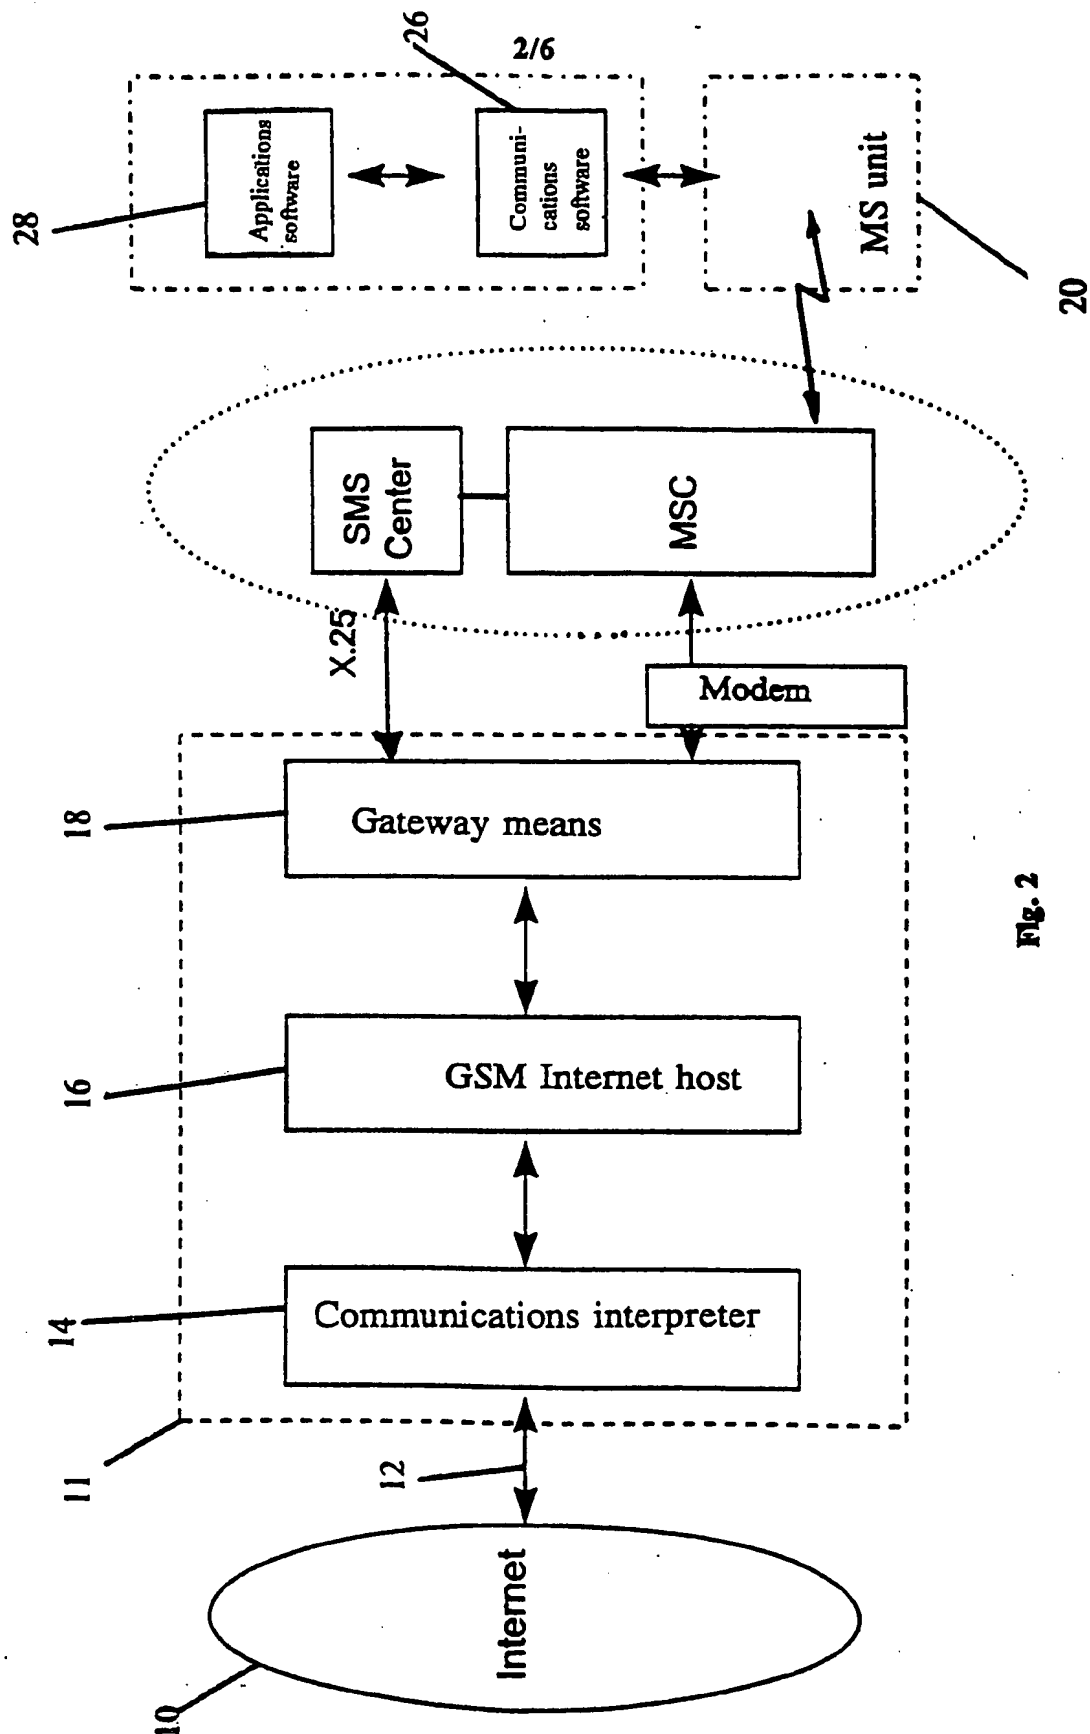 2/6
26
28
Applications
software
Communi-
cations
software
MS unit
20
SMS
Center
MSC
X.25
Modem
18
Gateway means
16
GSM Internet host
14
Communications interpreter
11
12
Internet
10
Fig. 2